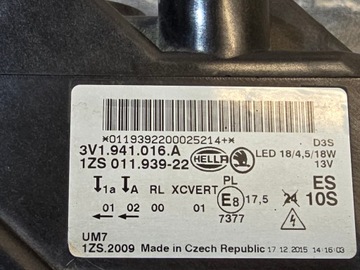 *0119392200025214+*
D3S
3V1.941.016.A
1ZS 011.939-22
HELLA
LED 18/4,5/18W
13V
1a A RL XCVERT PL ES
E8 17,5 24 10S
01 02 00 01 7377
UM7
1ZS.2009 Made in Czech Republic 17.12.2015 14:16:03